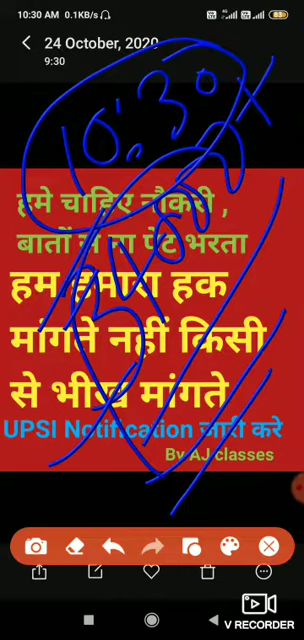 10:30 AM 0.1KB/s
24 October, 2020
9:30
10:30
हमे चाहिए नौकरी ,
बातों से ना पेट भरता
हम हमारा हक
मांगते नहीं किसी
से भीख मांगते
UPSI Notification जारी करे
By AJ classes
V RECORDER